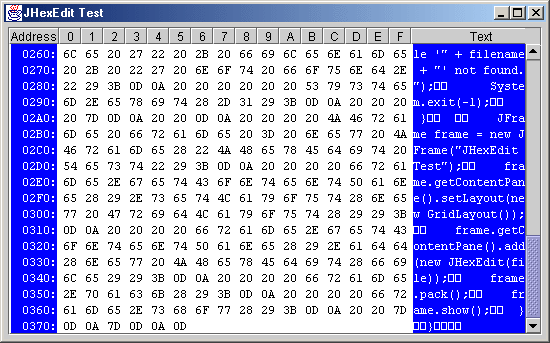 JHexEdit Test
Address 0 1 2 3 4 5 6 7 8 9 A B C D E F Text
0260: 6C 65 20 27 22 20 2B 20 66 69 6C 65 6E 61 6D 65 le '" + filename
0270: 20 2B 20 22 27 20 6E 6F 74 20 66 6F 75 6E 64 2E + "' not found.
0280: 22 29 3B 0D 0A 20 20 20 20 20 20 53 79 73 74 65 ");▯▯ Syste
0290: 6D 2E 65 78 69 74 28 2D 31 29 3B 0D 0A 20 20 20 m.exit(-1);▯▯
02A0: 20 7D 0D 0A 20 20 0D 0A 20 20 20 20 4A 46 72 61 }▯▯ ▯▯ JFra
02B0: 6D 65 20 66 72 61 6D 65 20 3D 20 6E 65 77 20 4A me frame = new J
02C0: 46 72 61 6D 65 28 22 4A 48 65 78 45 64 69 74 20 Frame("JHexEdit
02D0: 54 65 73 74 22 29 3B 0D 0A 20 20 20 20 66 72 61 Test");▯▯ fra
02E0: 6D 65 2E 67 65 74 43 6F 6E 74 65 6E 74 50 61 6E me.getContentPan
02F0: 65 28 29 2E 73 65 74 4C 61 79 6F 75 74 28 6E 65 e().setLayout(ne
0300: 77 20 47 72 69 64 4C 61 79 6F 75 74 28 29 29 3B w GridLayout());
0310: 0D 0A 20 20 20 20 66 72 61 6D 65 2E 67 65 74 43 ▯▯ frame.getC
0320: 6F 6E 74 65 6E 74 50 61 6E 65 28 29 2E 61 64 64 ontentPane().add
0330: 28 6E 65 77 20 4A 48 65 78 45 64 69 74 28 66 69 (new JHexEdit(fi
0340: 6C 65 29 29 3B 0D 0A 20 20 20 20 66 72 61 6D 65 le));▯▯ frame
0350: 2E 70 61 63 6B 28 29 3B 0D 0A 20 20 20 20 66 72 .pack();▯▯ fr
0360: 61 6D 65 2E 73 68 6F 77 28 29 3B 0D 0A 20 20 7D ame.show();▯▯ }
0370: 0D 0A 7D 0D 0A 0D ▯▯}▯▯▯